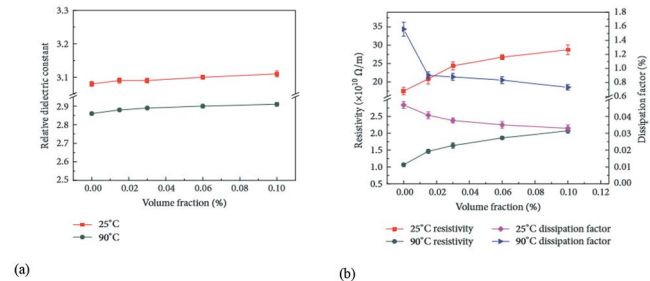 (a)
3.3
3.2
3.1
2.9
2.8
2.7
2.6
2.5
Relative dielectric constant
0.00
0.02
0.04
0.06
0.08
0.10
Volume fraction (%)
25°C
90°C
(a)
(b)
35
30
25
20
2.5
2.0
1.5
1.0
Resistivity (×10¹⁰ Ω/m)
1.8
1.6
1.4
1.2
1.0
0.8
0.6
0.04
0.03
0.02
0.01
0.00
Dissipation factor (%)
0.00
0.02
0.04
0.06
0.08
0.10
0.12
Volume fraction (%)
25°C resistivity
90°C resistivity
25°C dissipation factor
90°C dissipation factor
(b)